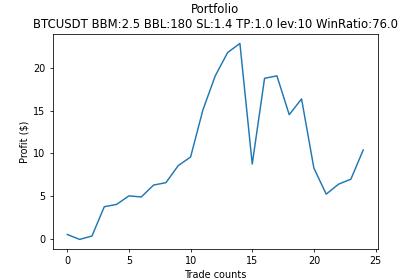 Portfolio
BTCUSDT BBM:2.5 BBL:180 SL:1.4 TP:1.0 lev:10 WinRatio:76.0
20
15
10
5
0
Profit ($)
0 5 10 15 20 25
Trade counts